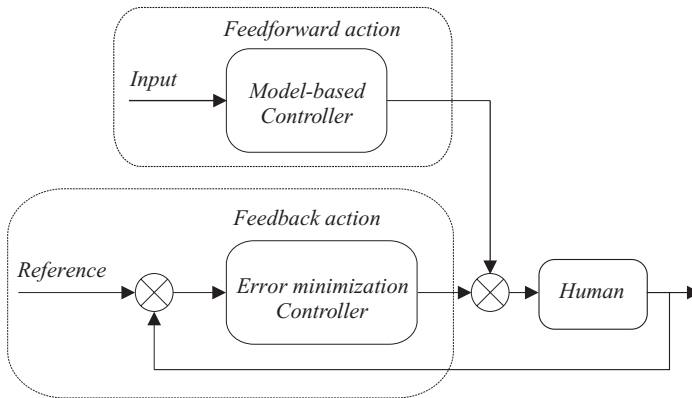 Feedforward action
Input
Model-based
Controller
Feedback action
Reference
Error minimization
Controller
Human